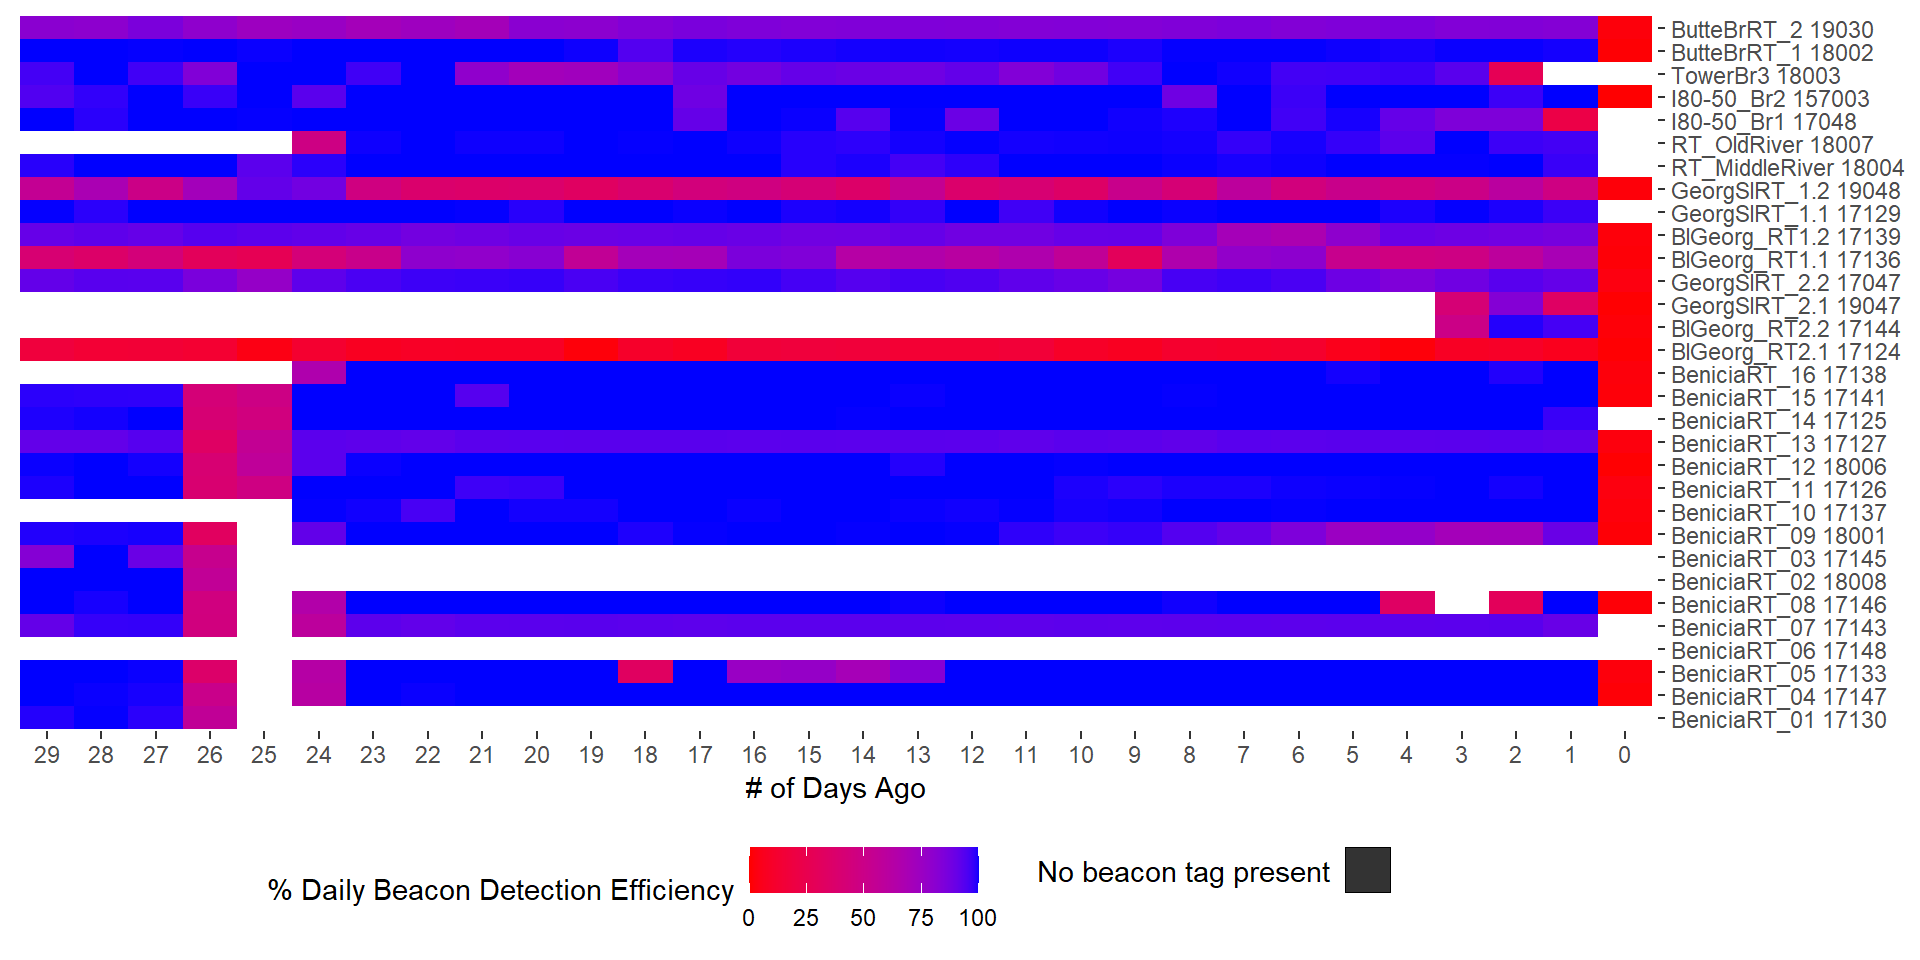 ButteBrRT_2 19030
ButteBrRT_1 18002
TowerBr3 18003
I80-50_Br2 157003
I80-50_Br1 17048
RT_OldRiver 18007
RT_MiddleRiver 18004
GeorgSlRT_1.2 19048
GeorgSlRT_1.1 17129
BlGeorg_RT1.2 17139
BlGeorg_RT1.1 17136
GeorgSlRT_2.2 17047
GeorgSlRT_2.1 19047
BlGeorg_RT2.2 17144
BlGeorg_RT2.1 17124
BeniciaRT_16 17138
BeniciaRT_15 17141
BeniciaRT_14 17125
BeniciaRT_13 17127
BeniciaRT_12 18006
BeniciaRT_11 17126
BeniciaRT_10 17137
BeniciaRT_09 18001
BeniciaRT_03 17145
BeniciaRT_02 18008
BeniciaRT_08 17146
BeniciaRT_07 17143
BeniciaRT_06 17148
BeniciaRT_05 17133
BeniciaRT_04 17147
BeniciaRT_01 17130
29 28 27 26 25 24 23 22 21 20 19 18 17 16 15 14 13 12 11 10 9 8 7 6 5 4 3 2 1 0
# of Days Ago
% Daily Beacon Detection Efficiency
0 25 50 75 100
No beacon tag present